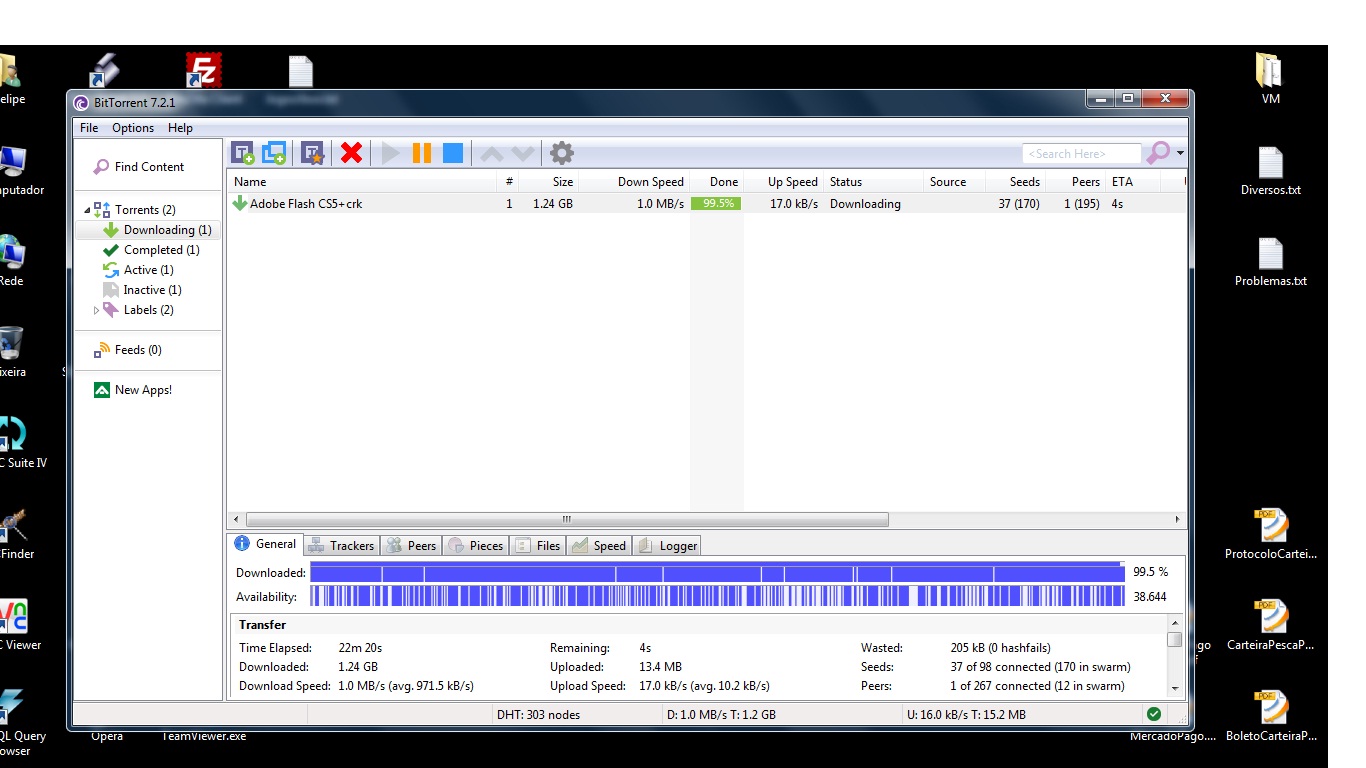 elipe
VM
BitTorrent 7.2.1
File Options Help
Find Content
<Search Here>
Name # Size Down Speed Done Up Speed Status Source Seeds Peers ETA
Adobe Flash CS5+crk 1 1.24 GB 1.0 MB/s 99.5% 17.0 kB/s Downloading 37 (170) 1 (195) 4s
Torrents (2)
Downloading (1)
Completed (1)
Active (1)
Inactive (1)
Labels (2)
Feeds (0)
New Apps!
putador
Diversos.txt
Rede
Problemas.txt
ixeira
C Suite IV
Finder
ProtocoloCartei...
General Trackers Peers Pieces Files Speed Logger
Downloaded: 99.5 %
Availability: 38.644
Transfer
Time Elapsed: 22m 20s Remaining: 4s Wasted: 205 kB (0 hashfails)
Downloaded: 1.24 GB Uploaded: 13.4 MB Seeds: 37 of 98 connected (170 in swarm)
Download Speed: 1.0 MB/s (avg. 971.5 kB/s) Upload Speed: 17.0 kB/s (avg. 10.2 kB/s) Peers: 1 of 267 connected (12 in swarm)
C Viewer
go
CarteiraPescaP...
DHT: 303 nodes D: 1.0 MB/s T: 1.2 GB U: 16.0 kB/s T: 15.2 MB
QL Query
owser
Opera
TeamViewer.exe
MercadoPago....
BoletoCarteiraP...